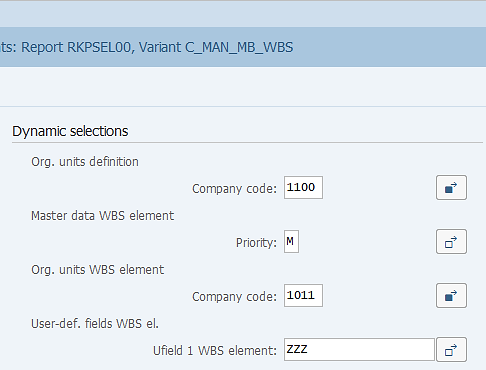 ts: Report RKPSEL00, Variant C_MAN_MB_WBS
Dynamic selections
Org. units definition
Company code: 1100
Master data WBS element
Priority: M
Org. units WBS element
Company code: 1011
User-def. fields WBS el.
Ufield 1 WBS element: ZZZ